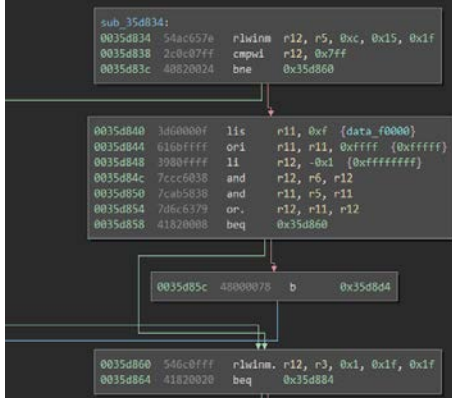 sub_35d834:
0035d834 54ac657e rlwinm r12, r5, 0xc, 0x15, 0x1f
0035d838 2c0c07ff cmpwi r12, 0x7ff
0035d83c 40820024 bne 0x35d860
0035d840 3d60000f lis r11, 0xf {data_f0000}
0035d844 616bffff ori r11, r11, 0xffff {0xfffff}
0035d848 3980ffff li r12, -0x1 {0xffffffff}
0035d84c 7ccc6038 and r12, r6, r12
0035d850 7cab5838 and r11, r5, r11
0035d854 7d6c6379 or. r12, r11, r12
0035d858 41820008 beq 0x35d860
0035d85c 48000078 b 0x35d8d4
0035d860 546c0fff rlwinm. r12, r3, 0x1, 0x1f, 0x1f
0035d864 41820020 beq 0x35d884